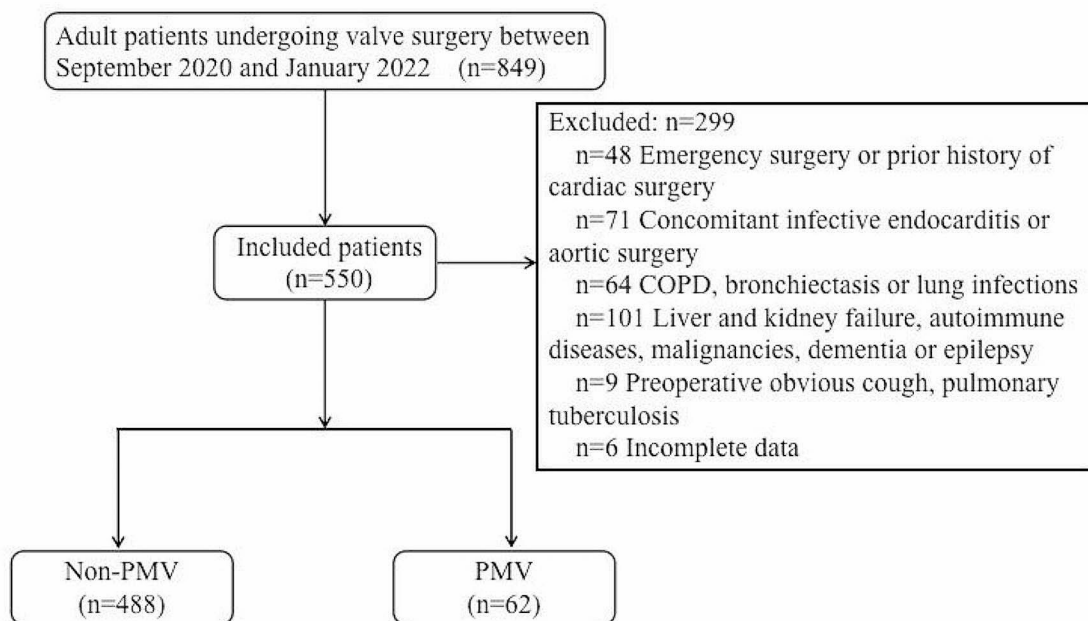 Adult patients undergoing valve surgery between
September 2020 and January 2022 (n=849)
Excluded: n=299
n=48 Emergency surgery or prior history of
cardiac surgery
n=71 Concomitant infective endocarditis or
aortic surgery
n=64 COPD, bronchiectasis or lung infections
n=101 Liver and kidney failure, autoimmune
diseases, malignancies, dementia or epilepsy
n=9 Preoperative obvious cough, pulmonary
tuberculosis
n=6 Incomplete data
Included patients
(n=550)
Non-PMV
(n=488)
PMV
(n=62)